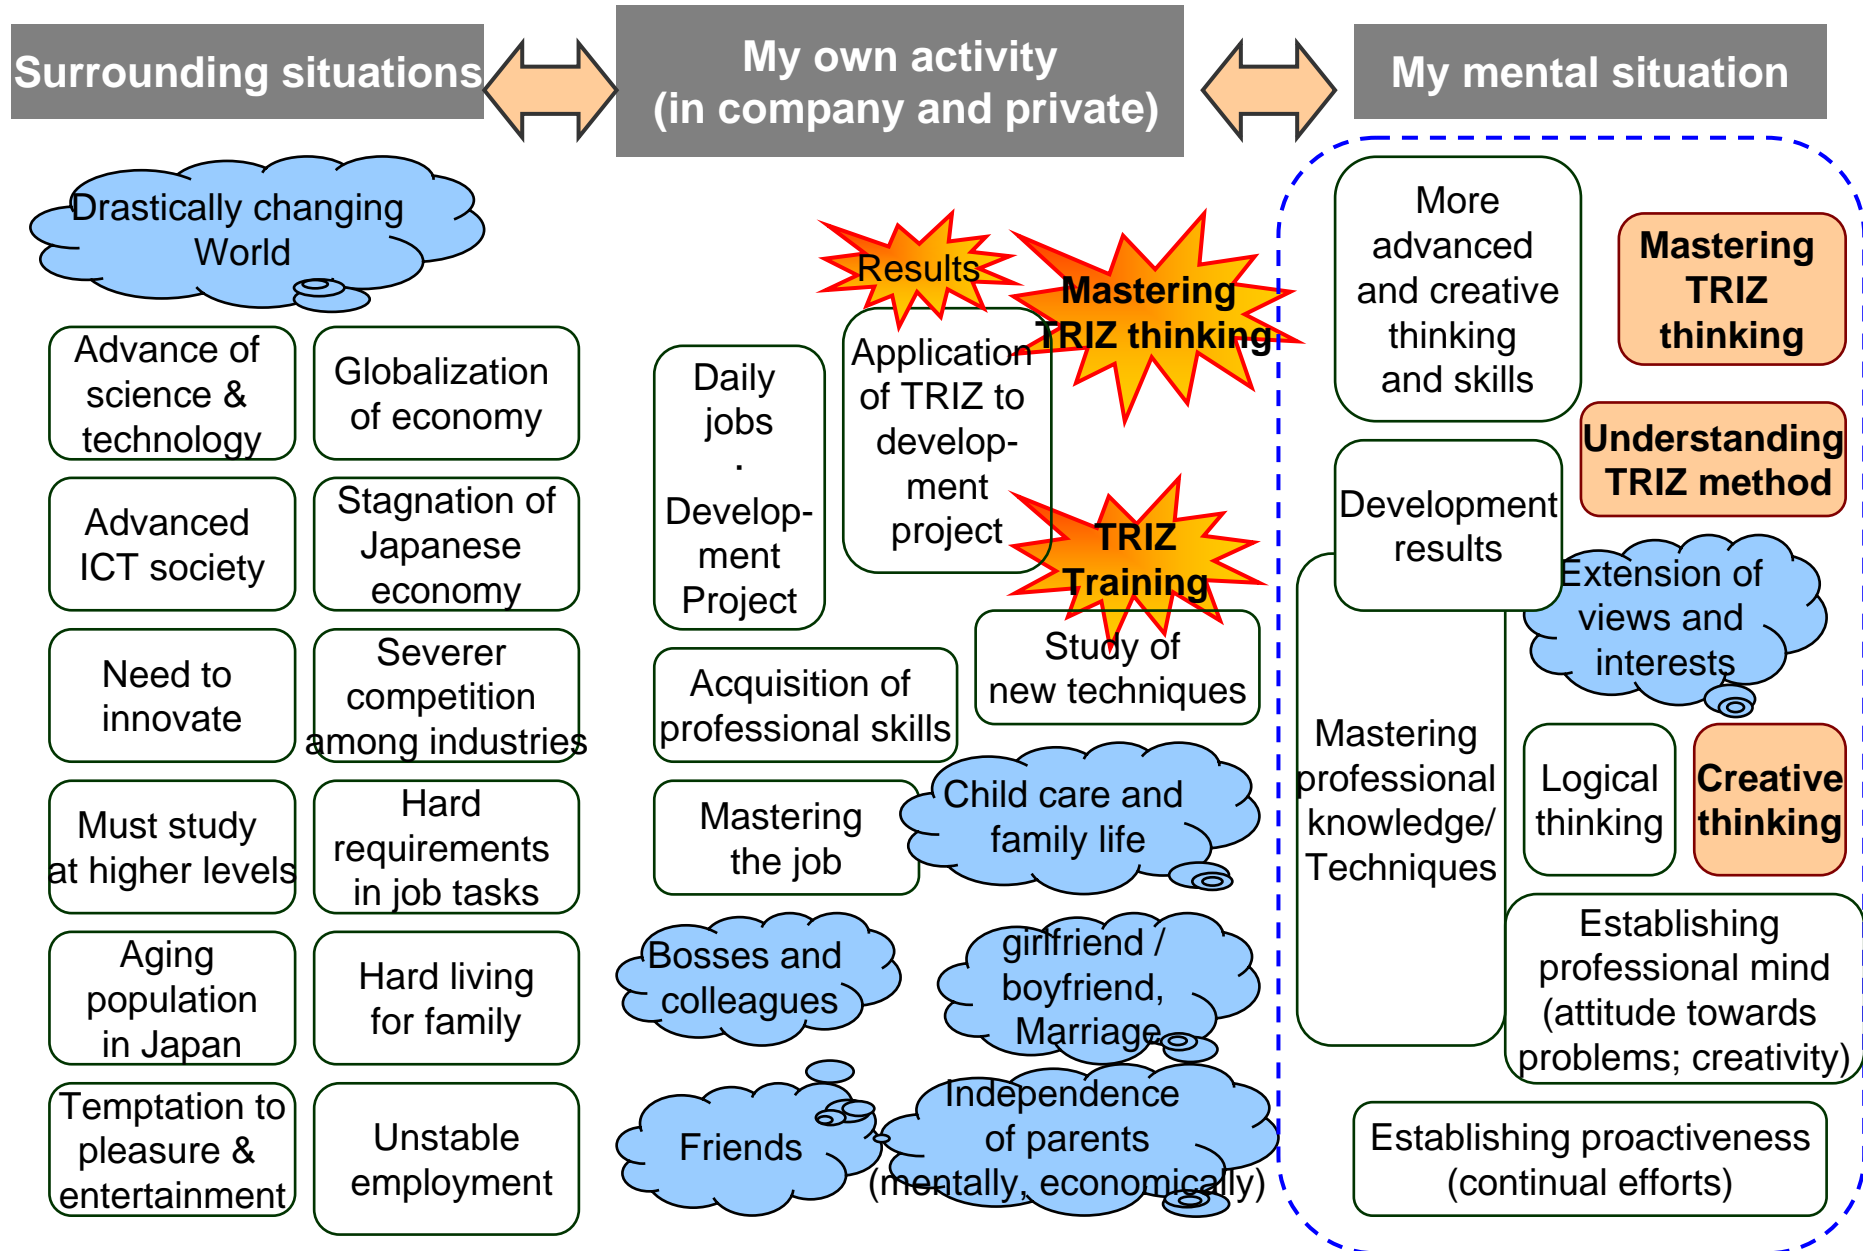 Surrounding situations
My own activity
(in company and private)
My mental situation
Drastically changing
World
Advance of
science &
technology
Globalization
of economy
Advanced
ICT society
Stagnation of
Japanese
economy
Need to
innovate
Severer
competition
among industries
Must study
at higher levels
Hard
requirements
in job tasks
Aging
population
in Japan
Hard living
for family
Temptation to
pleasure &
entertainment
Unstable
employment
Results
Mastering
TRIZ thinking
Daily
jobs
·
Develop-
ment
Project
Application
of TRIZ to
develop-
ment
project
TRIZ
Training
Study of
new techniques
Acquisition of
professional skills
Mastering
the job
Child care and
family life
Bosses and
colleagues
girlfriend /
boyfriend,
Marriage
Friends
Independence
of parents
(mentally, economically)
More
advanced
and creative
thinking
and skills
Mastering
TRIZ
thinking
Understanding
TRIZ method
Development
results
Extension of
views and
interests
Mastering
professional
knowledge/
Techniques
Logical
thinking
Creative
thinking
Establishing
professional mind
(attitude towards
problems; creativity)
Establishing proactiveness
(continual efforts)